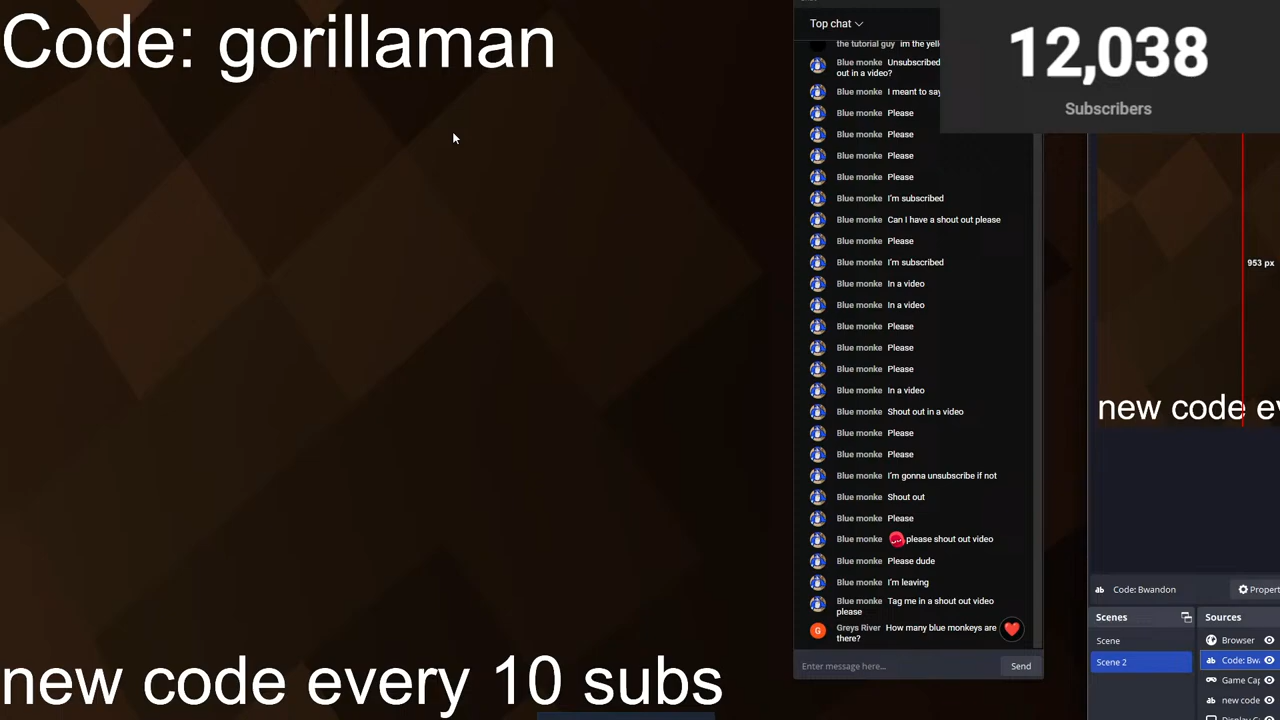 Code: gorillaman
Top chat
the tutorial guy im the yell
Blue monke Unsubscribed
out in a video?
Blue monke I meant to say
Blue monke Please
Blue monke Please
Blue monke Please
Blue monke Please
Blue monke I'm subscribed
Blue monke Can I have a shout out please
Blue monke Please
Blue monke I'm subscribed
Blue monke In a video
Blue monke In a video
Blue monke Please
Blue monke Please
Blue monke Please
Blue monke In a video
Blue monke Shout out in a video
Blue monke Please
Blue monke Please
Blue monke I'm gonna unsubscribe if not
Blue monke Shout out
Blue monke Please
Blue monke please shout out video
Blue monke Please dude
Blue monke I'm leaving
Blue monke Tag me in a shout out video
please
G Greys River How many blue monkeys are
there?
Enter message here...
Send
12,038
Subscribers
953 px
new code ev
ab Code: Bwandon
Propert
Scenes
Scene
Scene 2
Sources
Browser
ab Code: Bwa
Game Cap
ab new code
new code every 10 subs